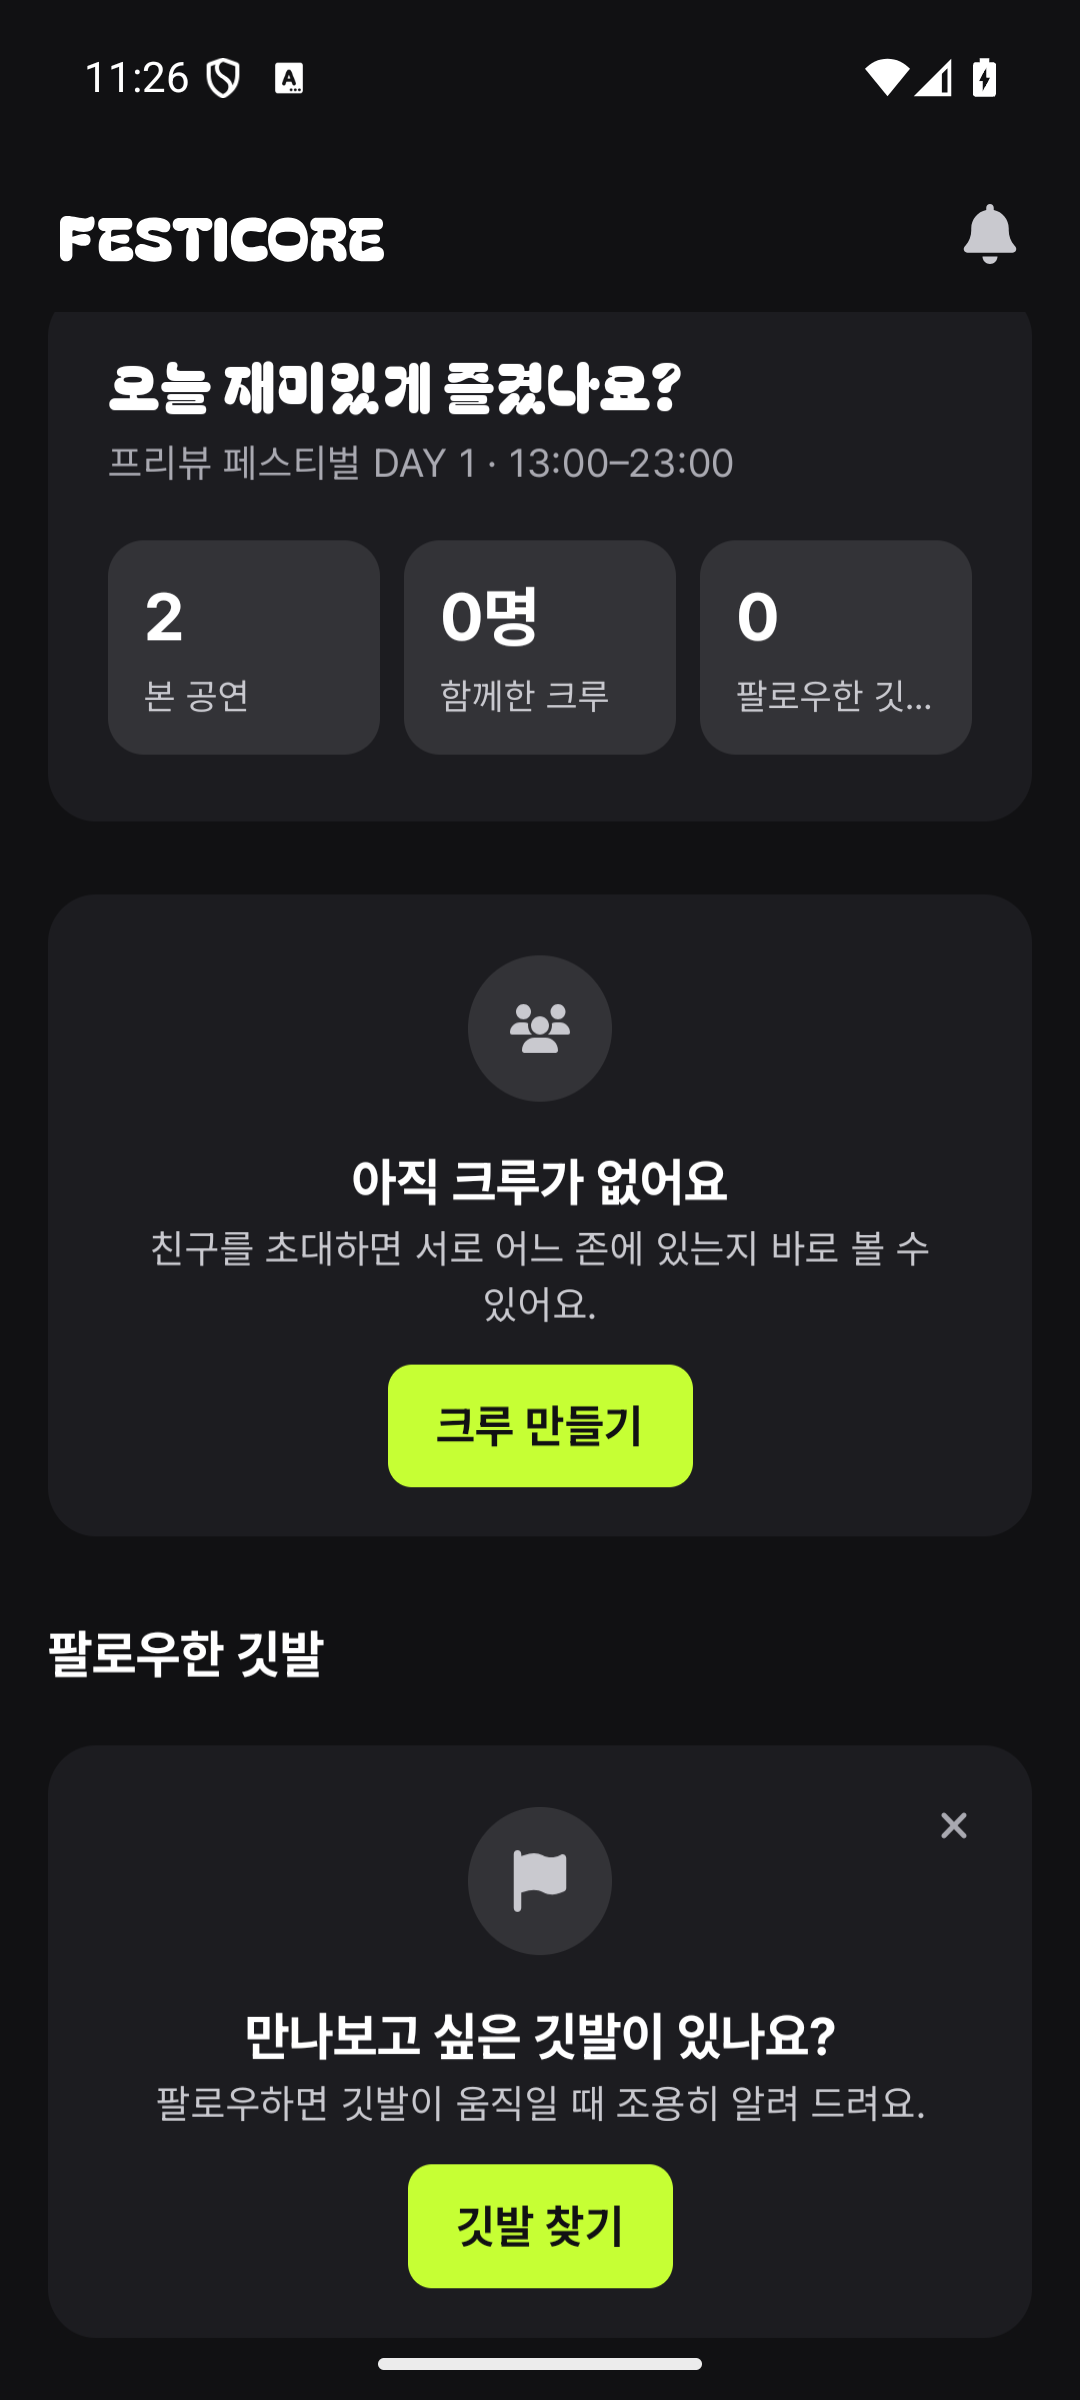 11:26
FESTICORE
오늘 재미있게 즐겼나요?
프리뷰 페스티벌 DAY 1 · 13:00–23:00
2
본 공연
0명
함께한 크루
0
팔로우한 깃...
아직 크루가 없어요
친구를 초대하면 서로 어느 존에 있는지 바로 볼 수
있어요.
크루 만들기
팔로우한 깃발
만나보고 싶은 깃발이 있나요?
팔로우하면 깃발이 움직일 때 조용히 알려 드려요.
깃발 찾기